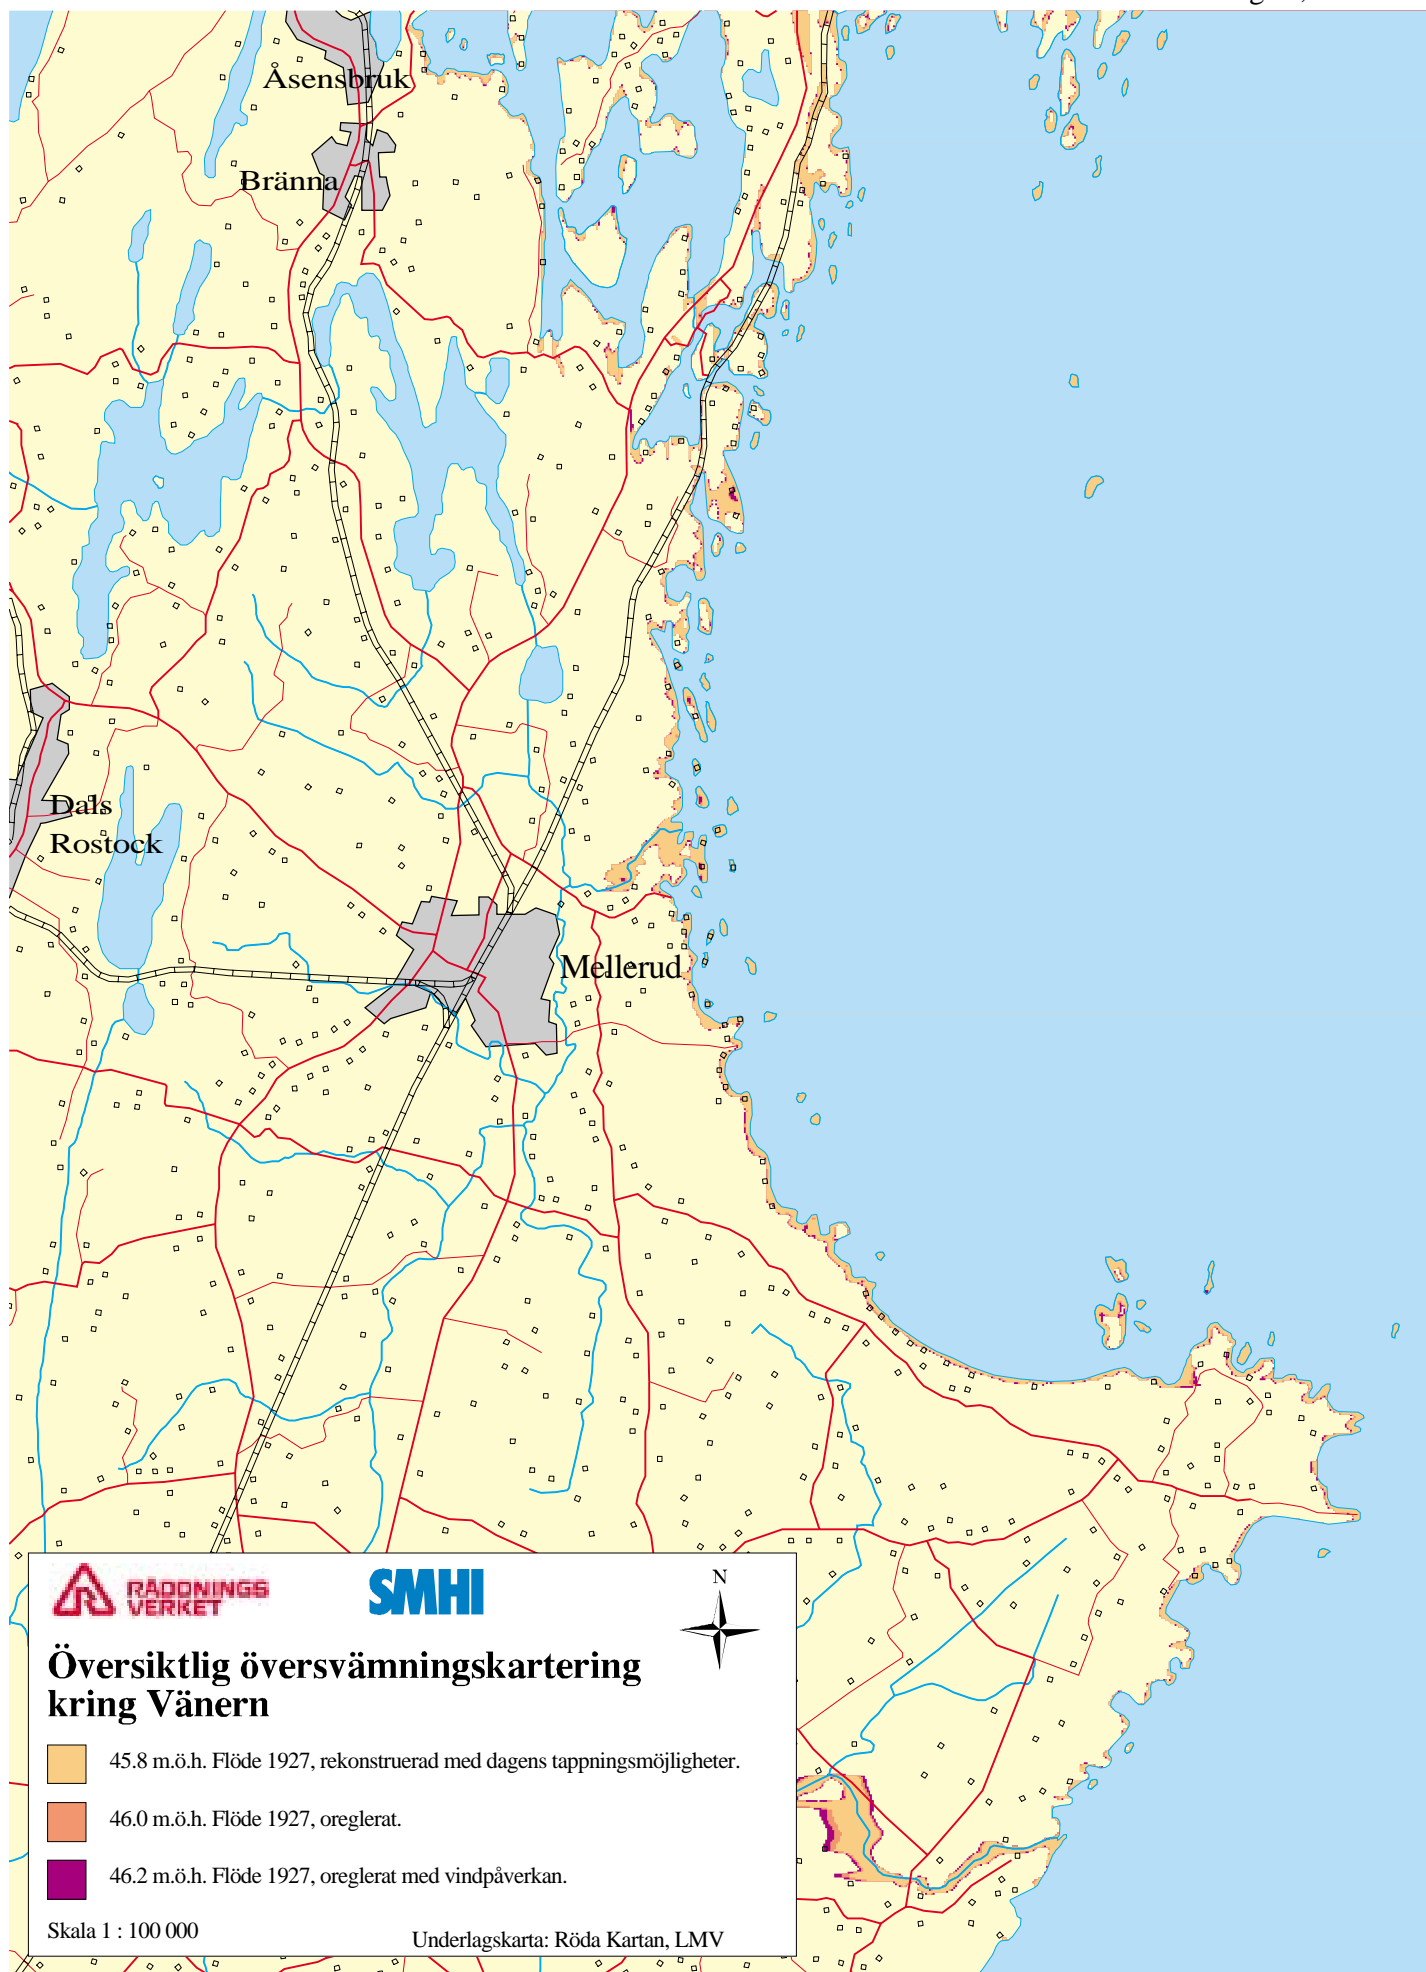 Åsensbruk
Bränna
Dals
Rostock
Mellerud
RÄDDNINGS
VERKET
SMHI
N
Översiktlig översvämningskartering
kring Vänern
45.8 m.ö.h. Flöde 1927, rekonstruerad med dagens tappningsmöjligheter.
46.0 m.ö.h. Flöde 1927, oreglerat.
46.2 m.ö.h. Flöde 1927, oreglerat med vindpåverkan.
Skala 1 : 100 000
Underlagskarta: Röda Kartan, LMV